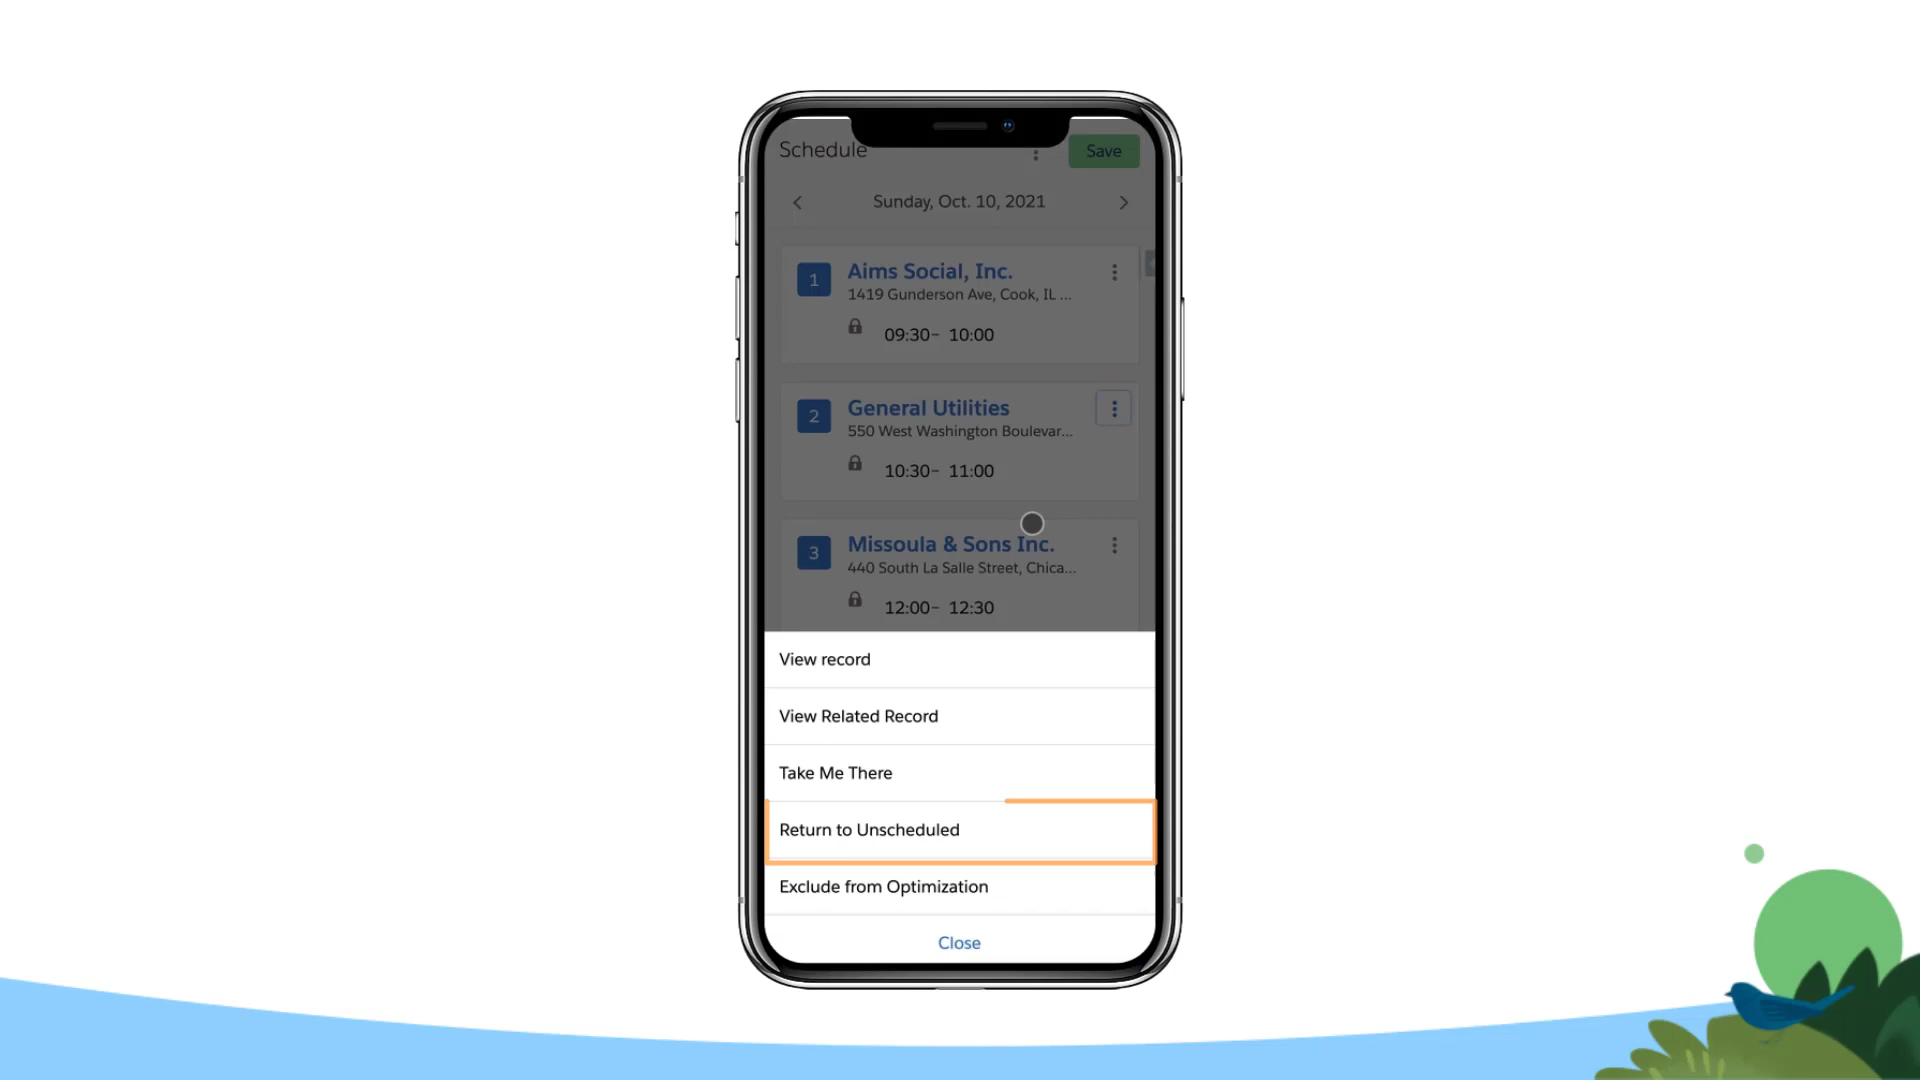 Schedule
Save
Sunday, Oct. 10, 2021
1
Aims Social, Inc.
1419 Gunderson Ave, Cook, IL ...
09:30- 10:00
2
General Utilities
550 West Washington Boulevar...
10:30- 11:00
3
Missoula & Sons Inc.
440 South La Salle Street, Chica...
12:00- 12:30
View record
View Related Record
Take Me There
Return to Unscheduled
Exclude from Optimization
Close